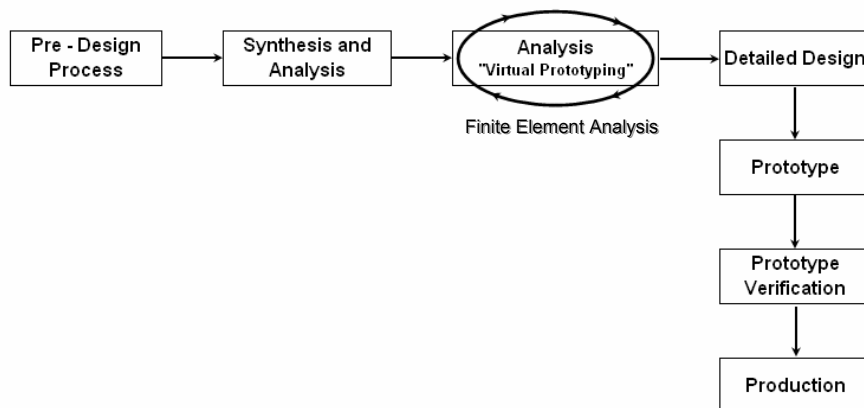 Pre - Design
Process
Synthesis and
Analysis
Analysis
"Virtual Prototyping"
Finite Element Analysis
Detailed Design
Prototype
Prototype
Verification
Production